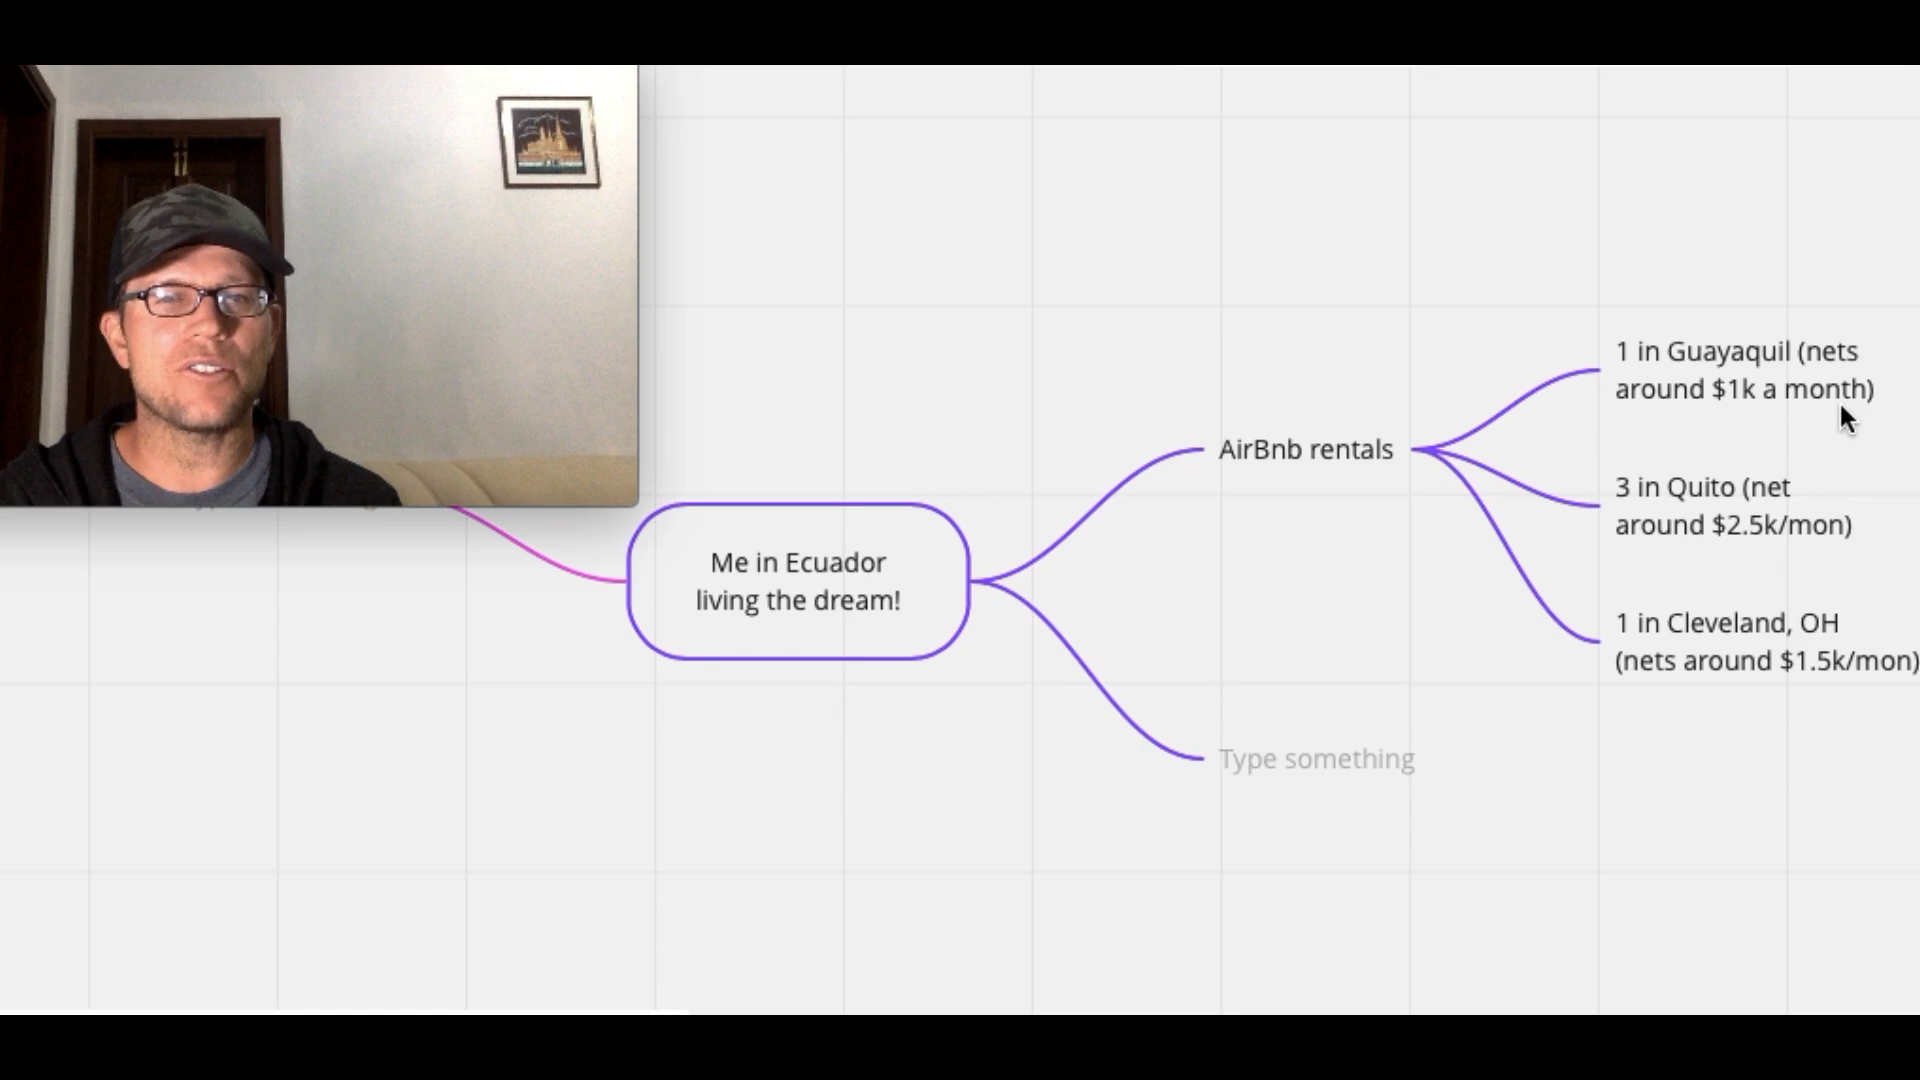 Me in Ecuador
living the dream!
AirBnb rentals
1 in Guayaquil (nets
around $1k a month)
3 in Quito (net
around $2.5k/mon)
1 in Cleveland, OH
(nets around $1.5k/mon)
Type something